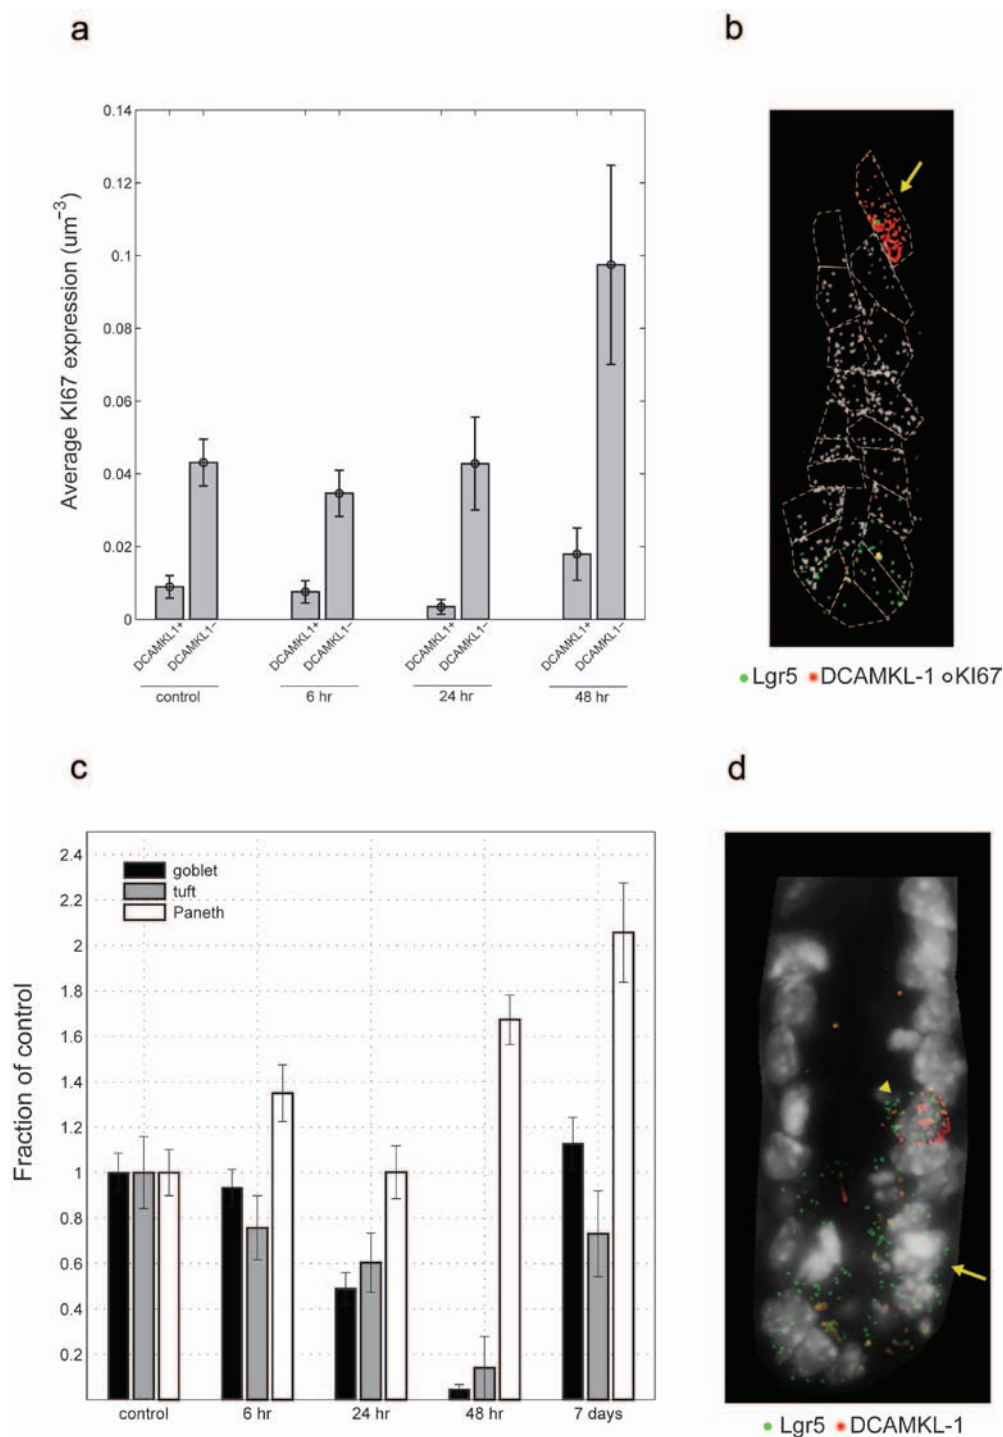 a
b
0.14
0.12
0.1
0.08
0.06
0.04
0.02
0
Average KI67 expression (um⁻³)
DCAMKL1+
DCAMKL1−
DCAMKL1+
DCAMKL1−
DCAMKL1+
DCAMKL1−
DCAMKL1+
DCAMKL1−
control
6 hr
24 hr
48 hr
Lgr5 DCAMKL-1 KI67
c
d
2.4
2.2
2
1.8
1.6
1.4
1.2
1
0.8
0.6
0.4
0.2
Fraction of control
goblet
tuft
Paneth
control
6 hr
24 hr
48 hr
7 days
Lgr5 DCAMKL-1